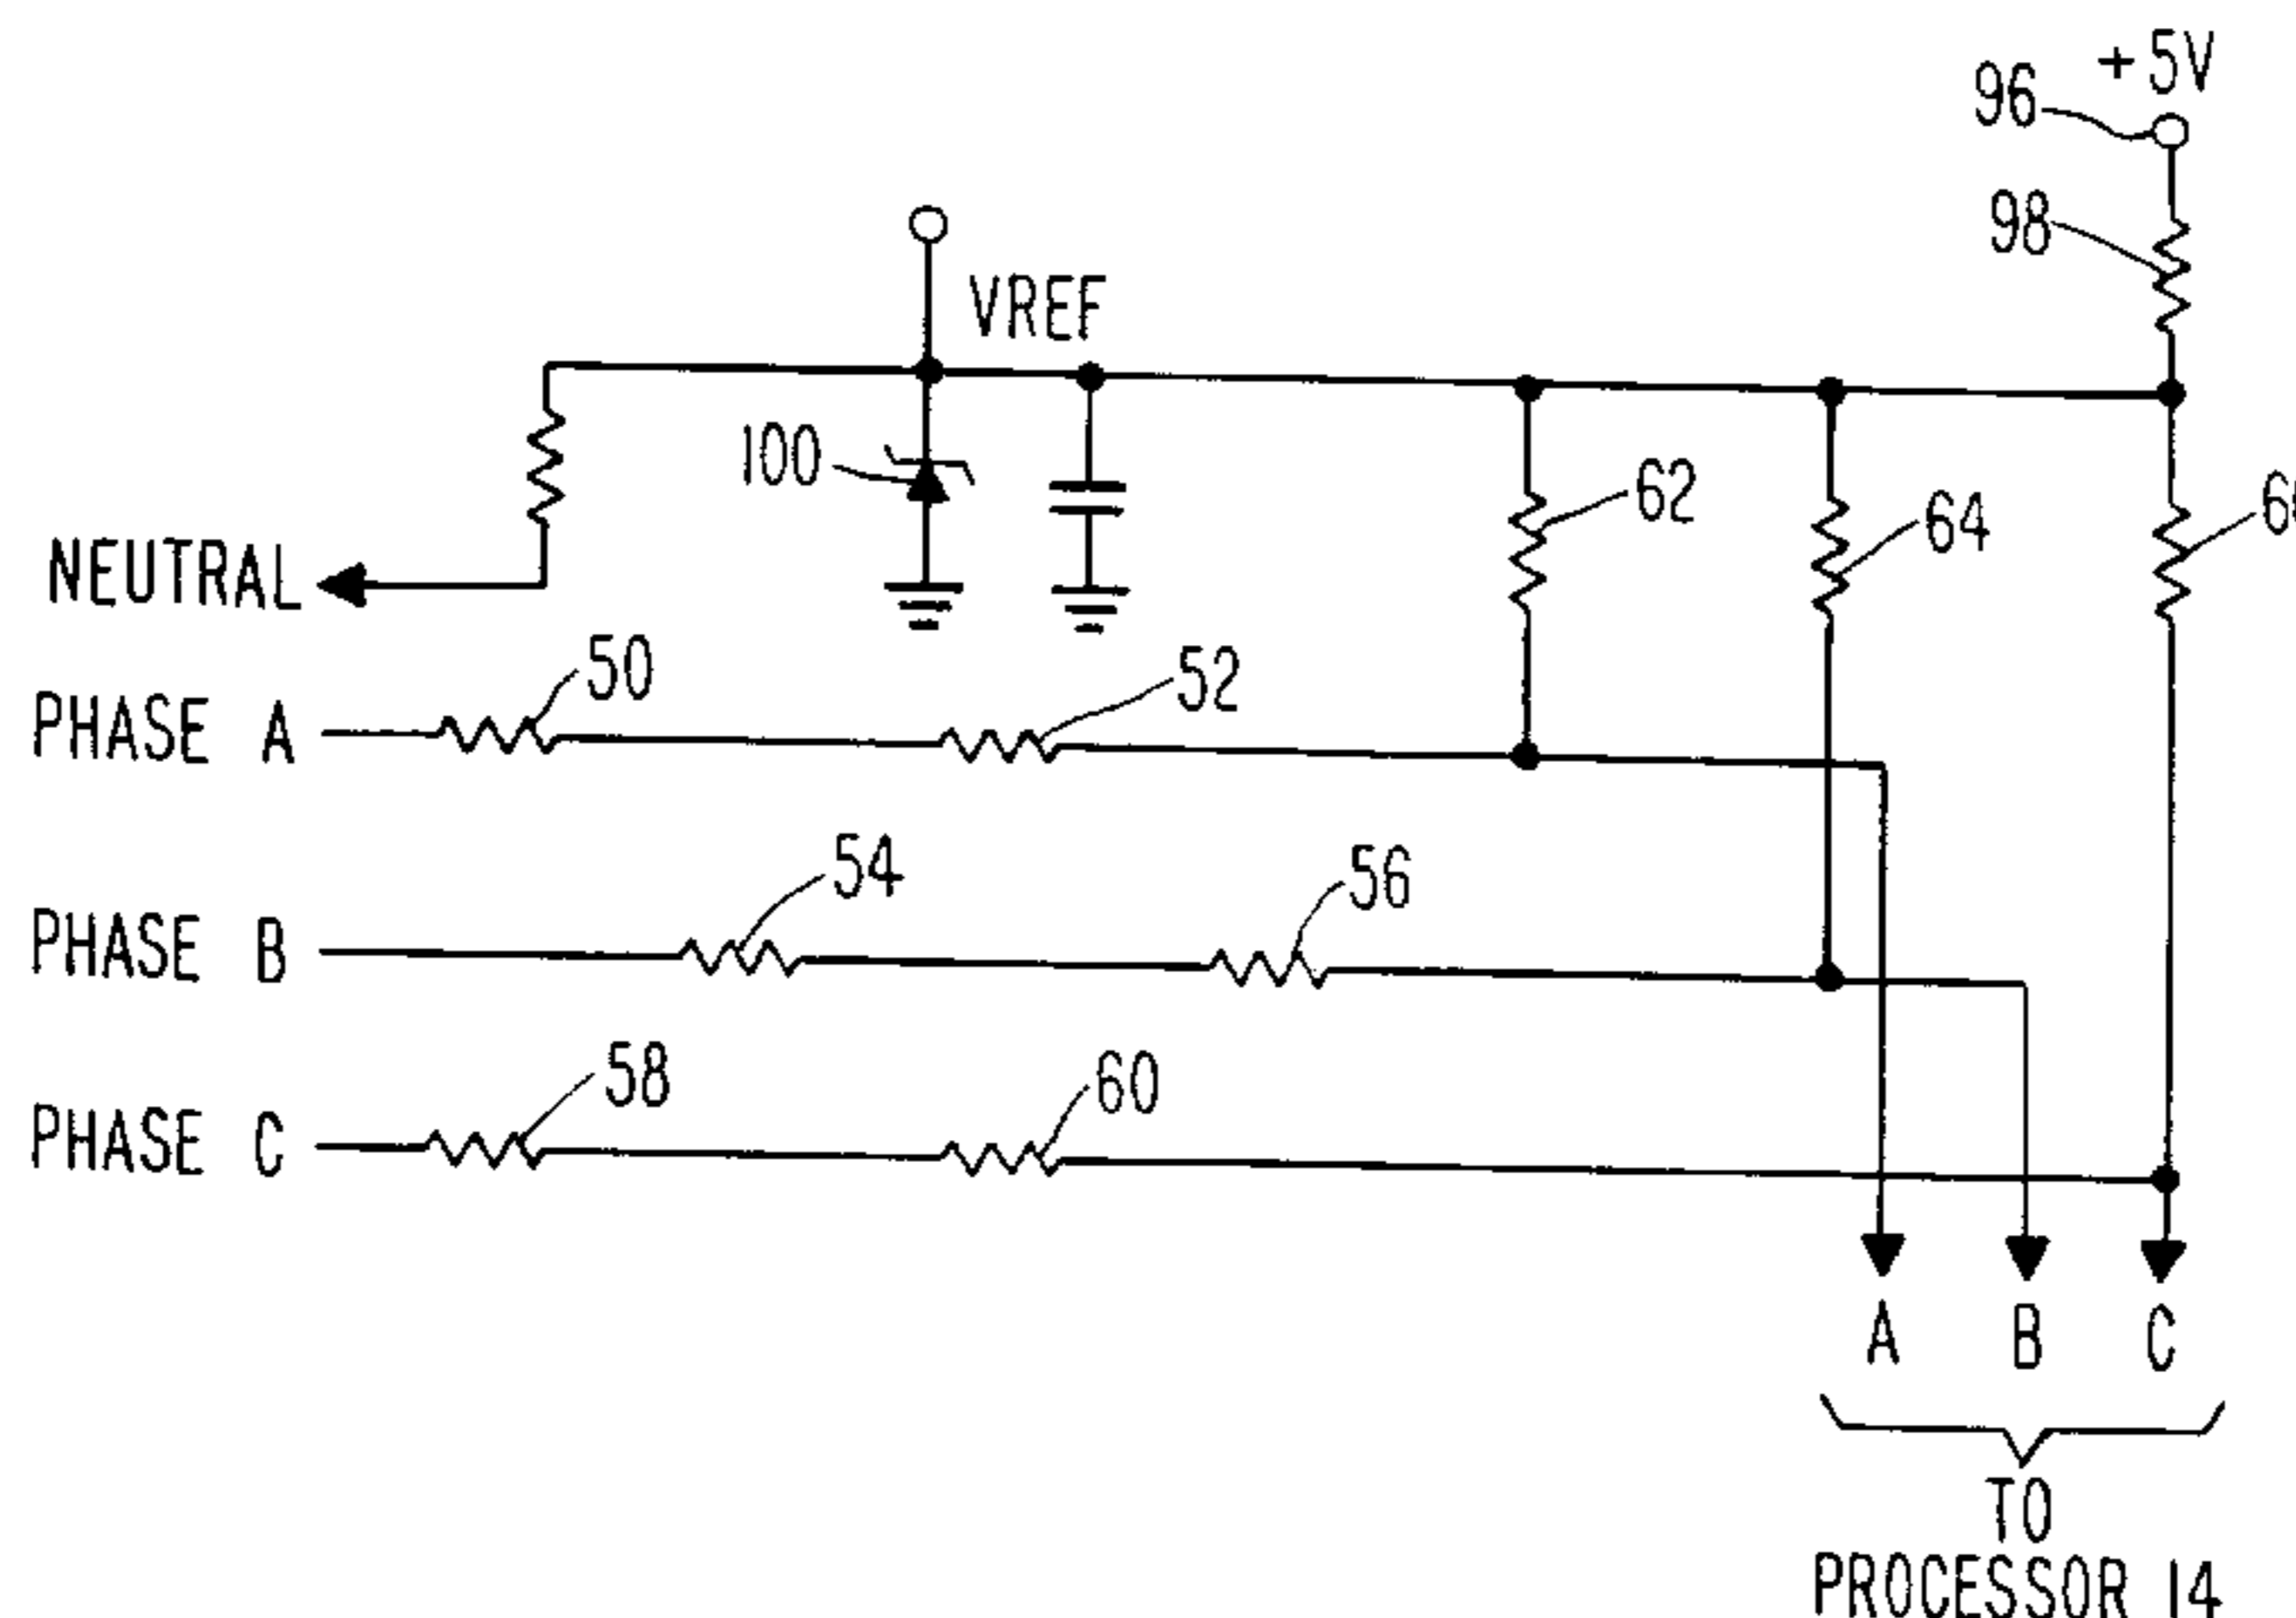 +5V
96
98
VREF
100
62
64
NEUTRAL
50
52
PHASE A
54
56
PHASE B
58
60
PHASE C
A B C
TO
PROCESSOR 14